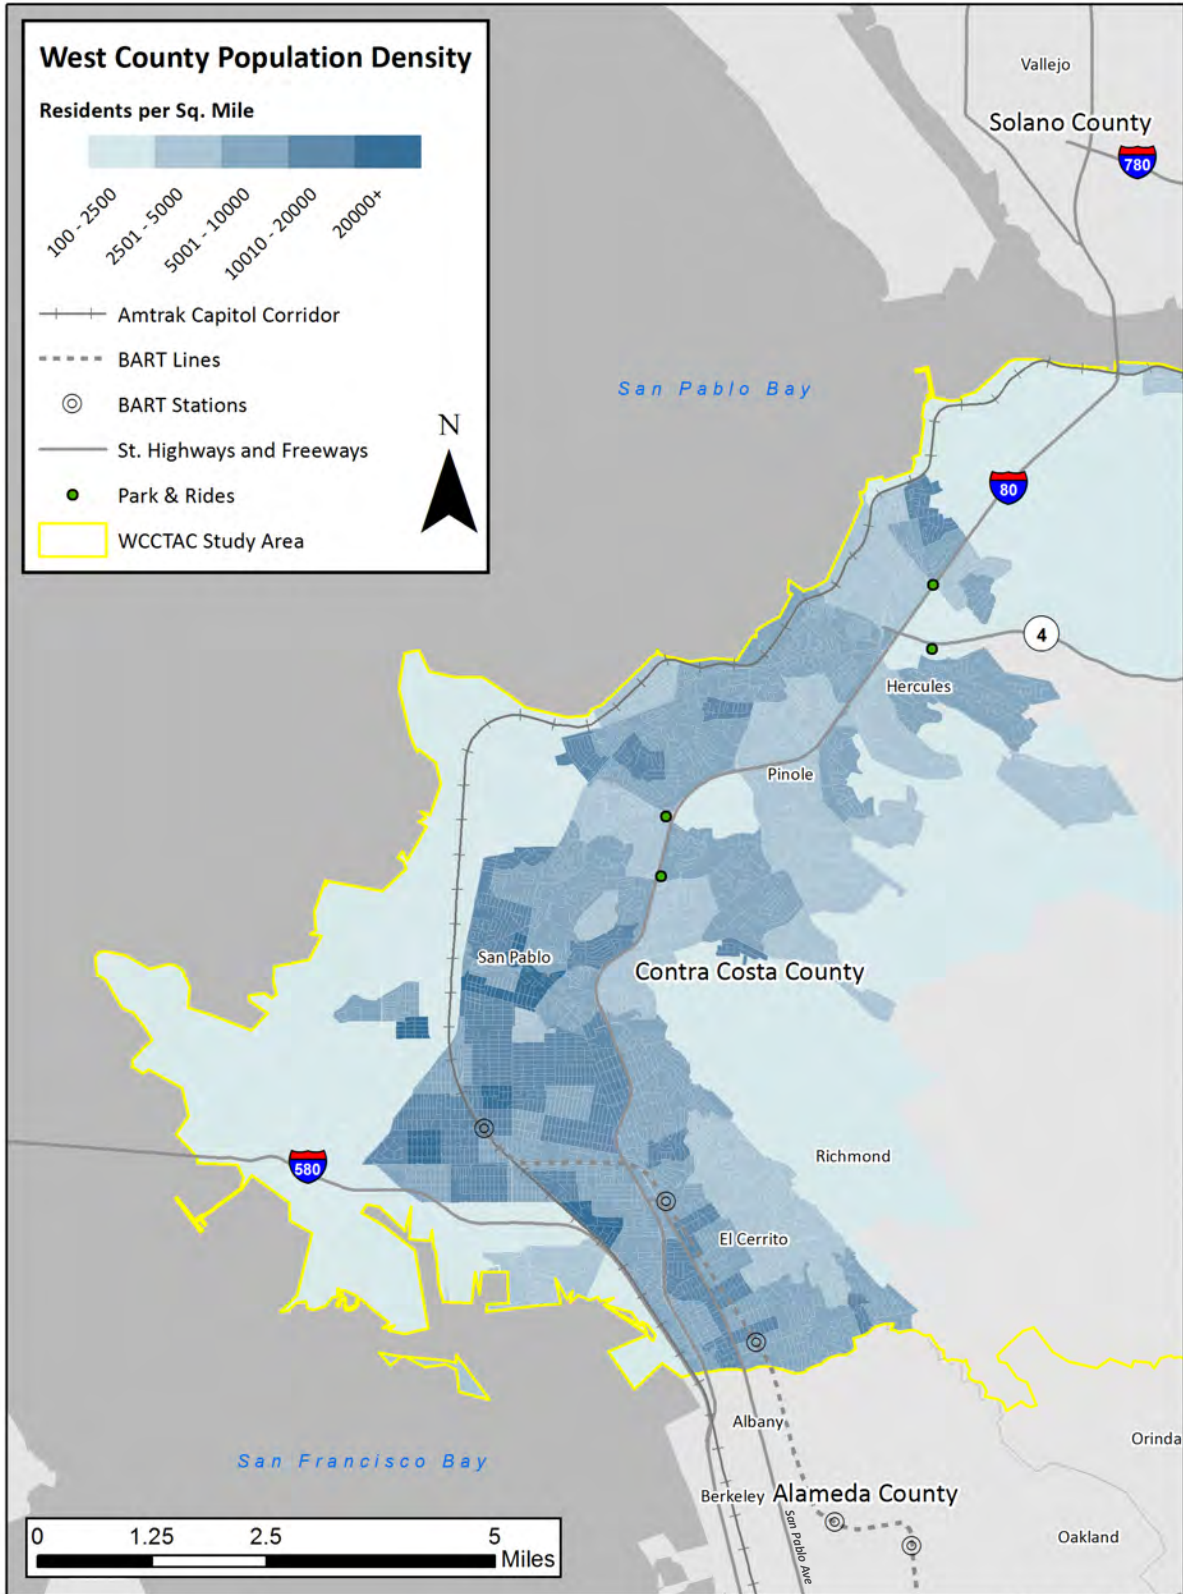 West County Population Density
Residents per Sq. Mile
100 - 2500
2501 - 5000
5001 - 10000
10010 - 20000
20000+
Amtrak Capitol Corridor
BART Lines
BART Stations
St. Highways and Freeways
Park & Rides
WCCTAC Study Area
N
Vallejo
Solano County
780
San Pablo Bay
80
4
Hercules
Pinole
San Pablo
Contra Costa County
Richmond
580
El Cerrito
Albany
Orinda
San Francisco Bay
Berkeley
Alameda County
San Pablo Ave
Oakland
0 1.25 2.5 5
Miles